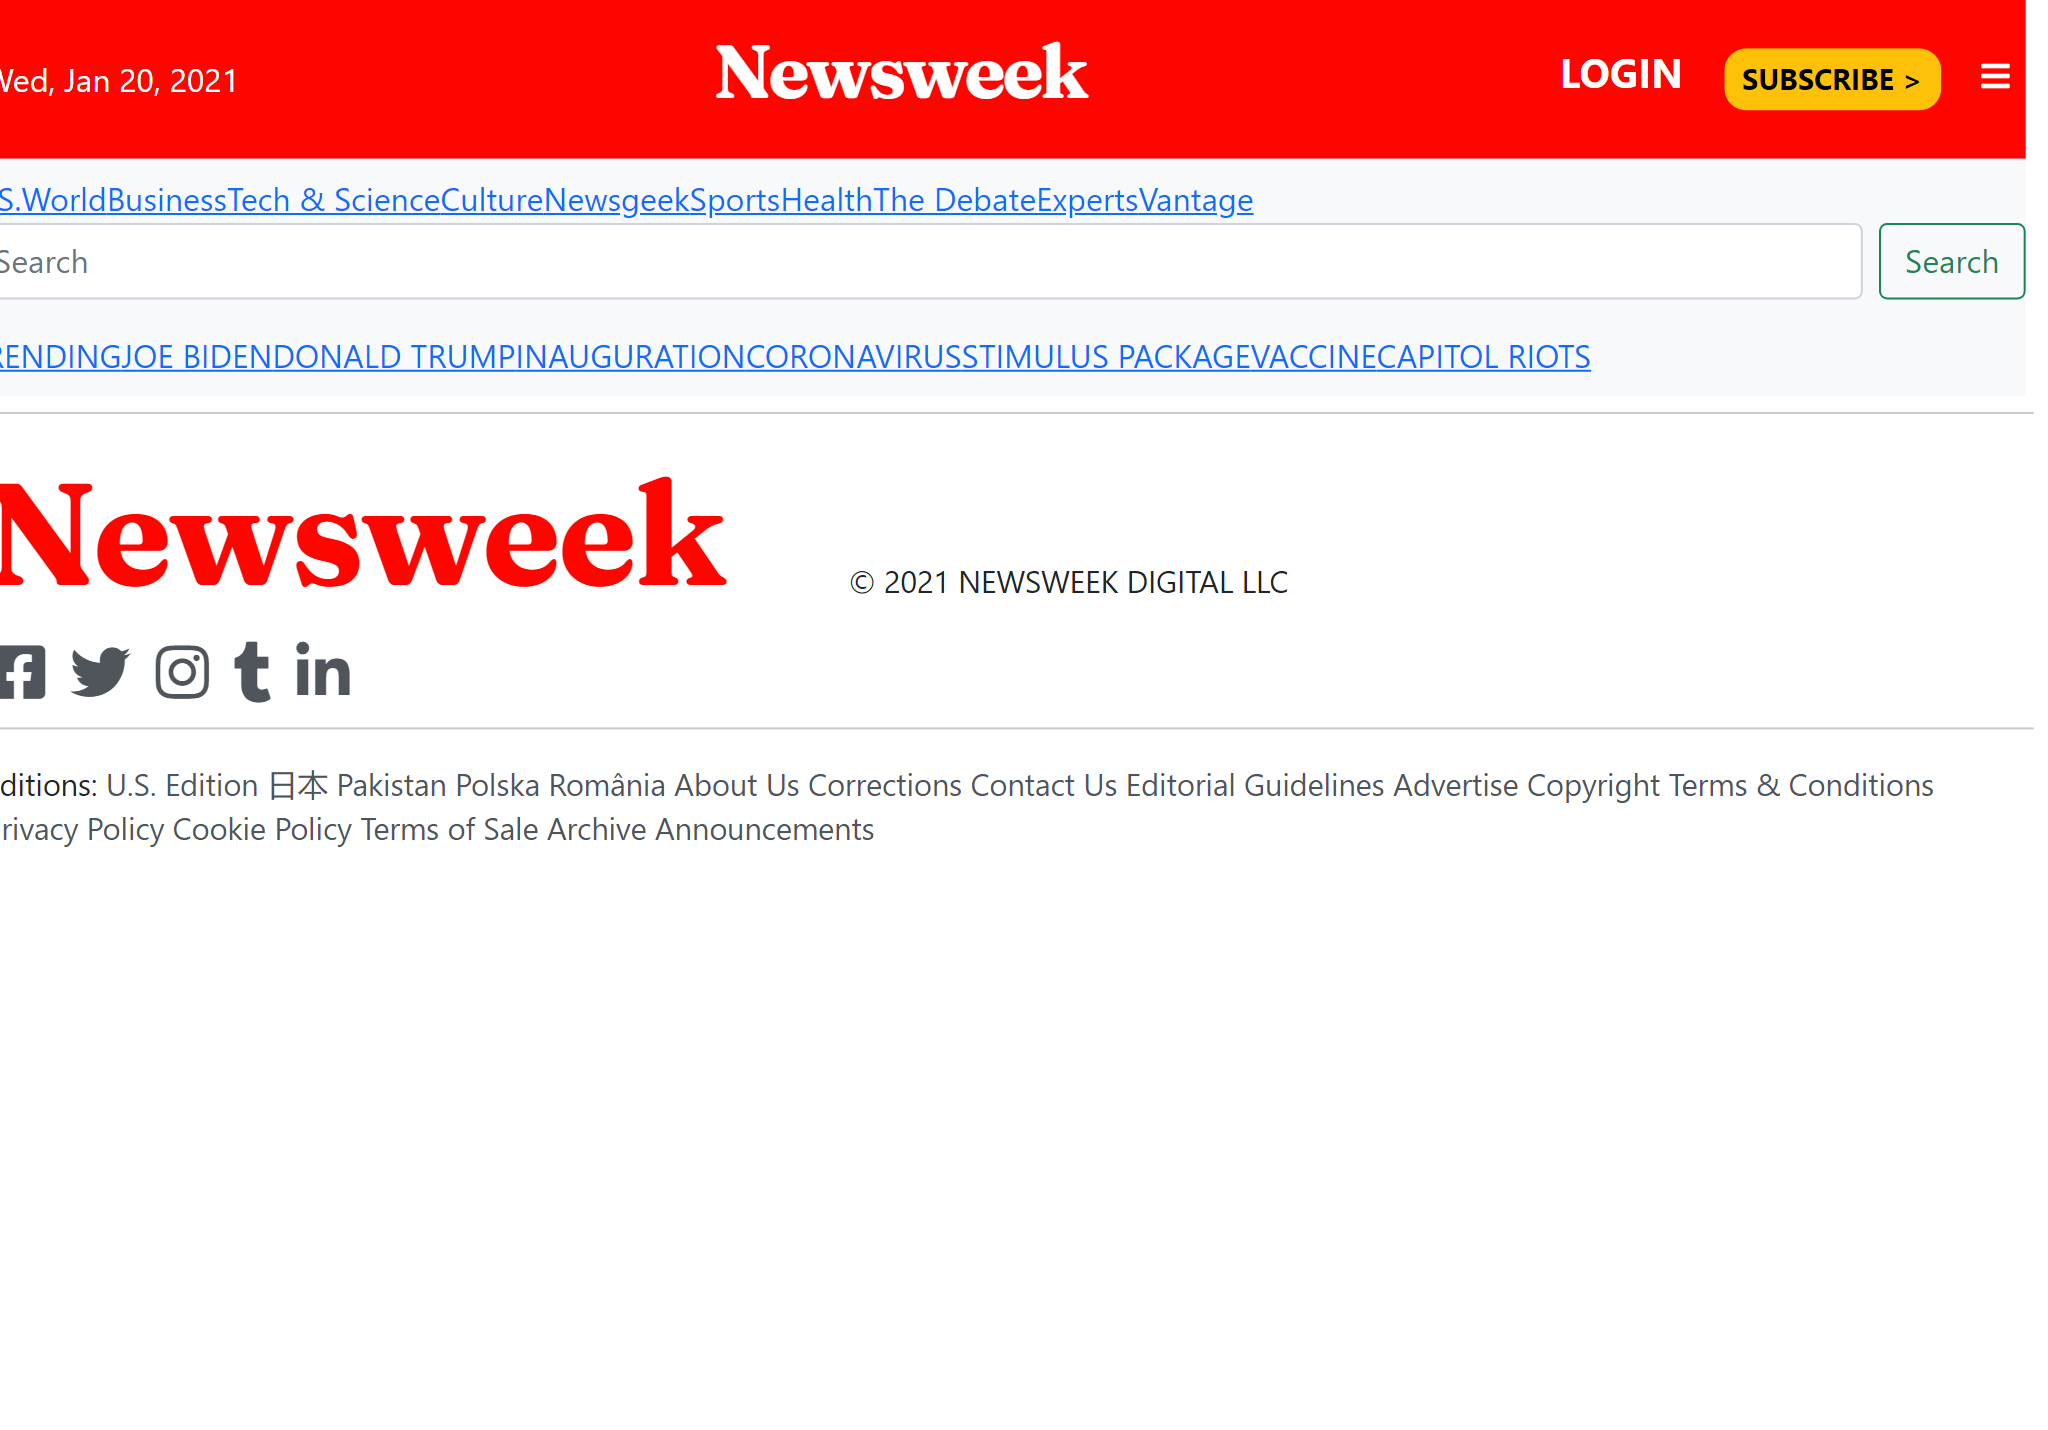 Wed, Jan 20, 2021 Newsweek LOGIN SUBSCRIBE >
S.WorldBusinessTech & ScienceCultureNewsgeekSportsHealthThe DebateExpertsVantage
Search Search
RENDINGJOE BIDENDONALD TRUMPINAUGURATIONCORONAVIRUSSTIMULUS PACKAGEVACCINECAPITOL RIOTS
Newsweek
© 2021 NEWSWEEK DIGITAL LLC
ditions: U.S. Edition 日本 Pakistan Polska România About Us Corrections Contact Us Editorial Guidelines Advertise Copyright Terms & Conditions
rivacy Policy Cookie Policy Terms of Sale Archive Announcements